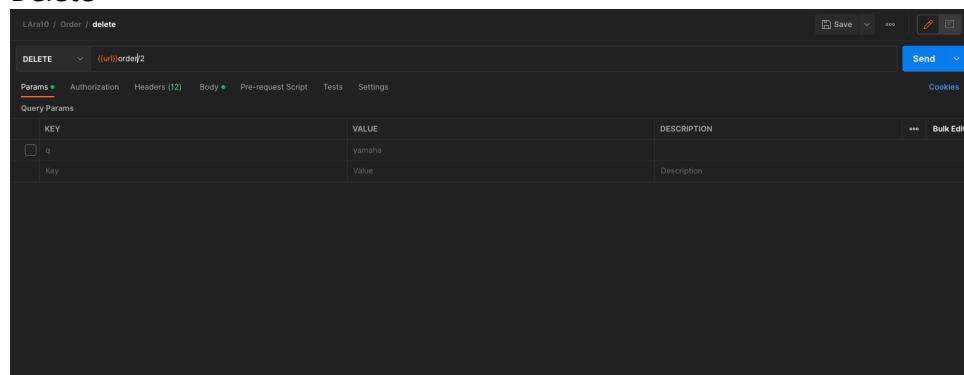 Delete
LAra10 / Order / delete
Save
DELETE {{url}}order/2 Send
Params Authorization Headers (12) Body Pre-request Script Tests Settings Cookies
Query Params
KEY VALUE DESCRIPTION Bulk Edit
q yamaha
Key Value Description